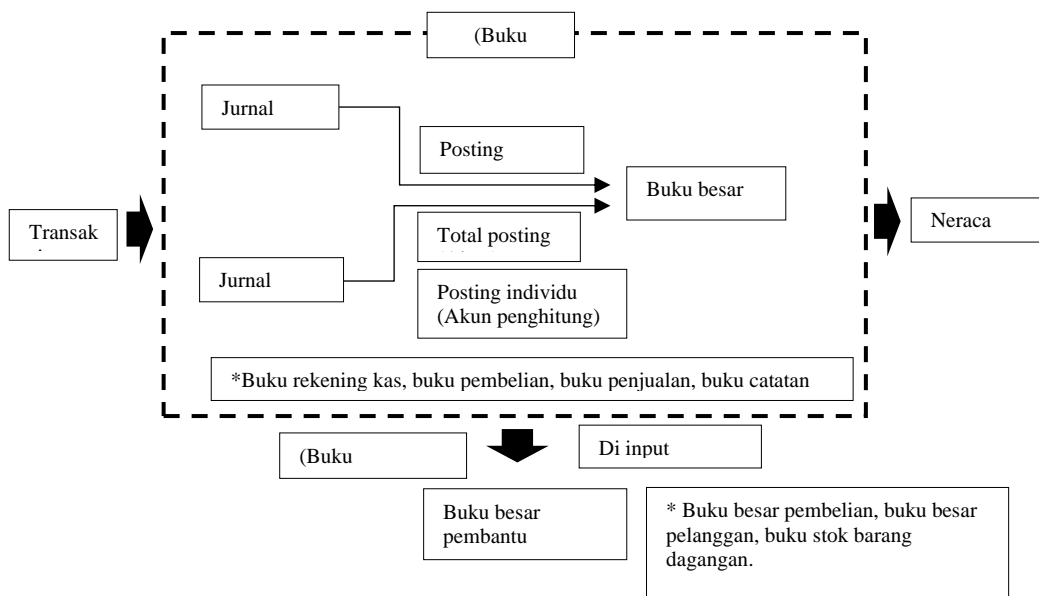 (Buku
Jurnal
Posting
Buku besar
Transak
Neraca
Total posting
Jurnal
Posting individu
(Akun penghitung)
*Buku rekening kas, buku pembelian, buku penjualan, buku catatan
(Buku
Di input
Buku besar
pembantu
* Buku besar pembelian, buku besar
pelanggan, buku stok barang
dagangan.